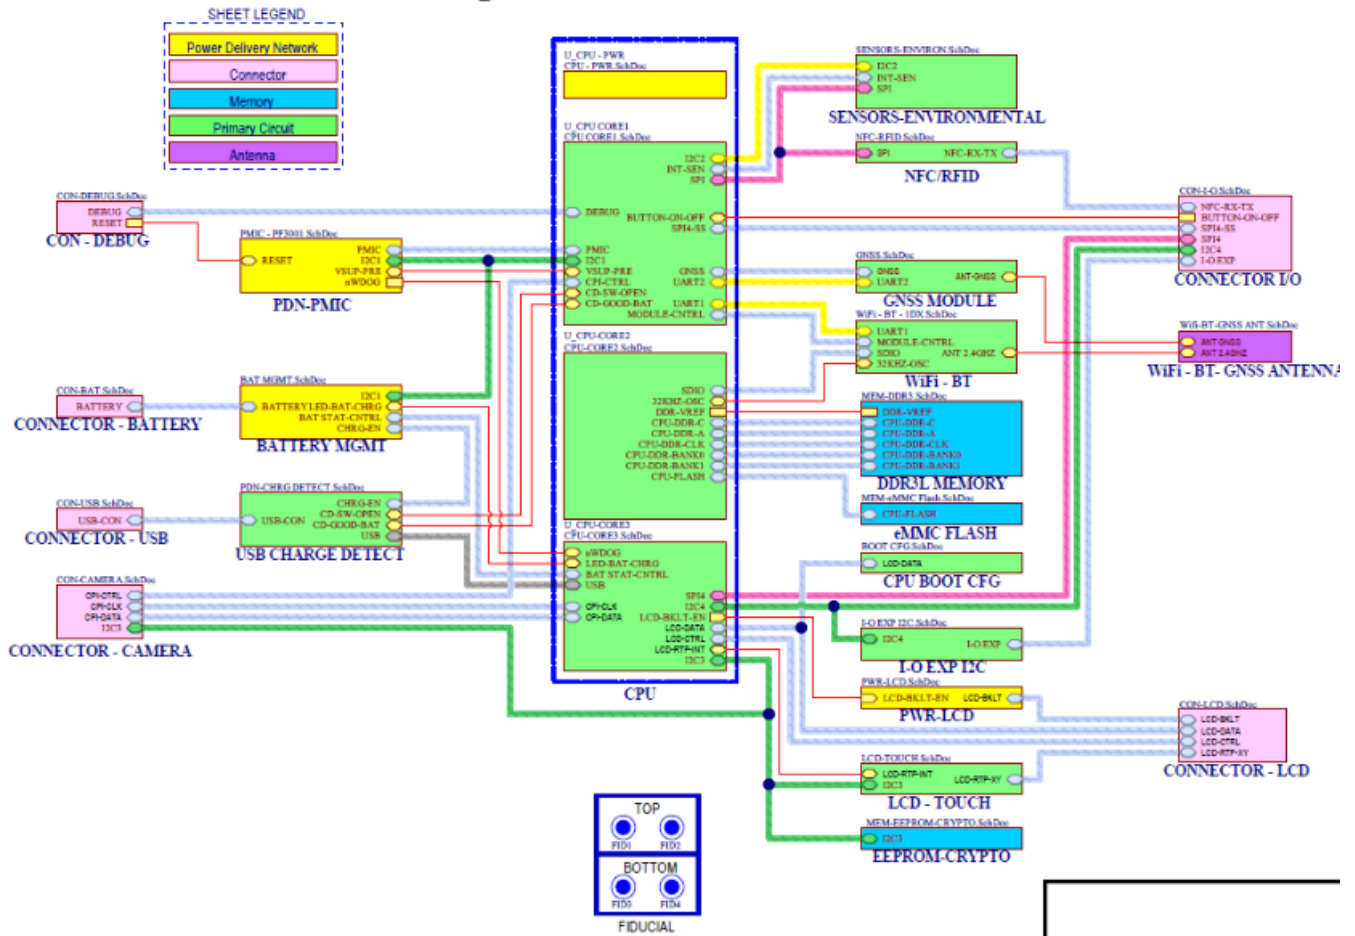 SHEET LEGEND
Power Delivery Network
Connector
Memory
Primary Circuit
Antenna
CON-DEBUG.SchDoc
DEBUG
RESET
CON - DEBUG
PMIC - PF3001.SchDoc
RESET
PMIC
I2C1
VSUP-PRE
nWDOG
PDN-PMIC
CON-BAT.SchDoc
BATTERY
CONNECTOR - BATTERY
BAT MGMT.SchDoc
I2C1
BATTERY LED-BAT-CHRG
BAT STAT-CNTRL
CHRG-EN
BATTERY MGMT
CON-USB.SchDoc
USB-CON
CONNECTOR - USB
PDN-CHRG DETECT.SchDoc
CHRG-EN
USB-CON CD-SW-OPEN
CD-GOOD-BAT
USB
USB CHARGE DETECT
CON-CAMERA.SchDoc
CPI-CTRL
CPI-CLK
CPI-DATA
I2C3
CONNECTOR - CAMERA
U_CPU - PWR
CPU - PWR.SchDoc
U_CPU CORE1
CPU CORE1.SchDoc
I2C2
INT-SEN
SPI
DEBUG
BUTTON-ON-OFF
SPI4-SS
PMIC
I2C1
VSUP-PRE
CPI-CTRL
CD-SW-OPEN
CD-GOOD-BAT
GNSS
UART2
UART1
MODULE-CNTRL
U_CPU-CORE2
CPU-CORE2.SchDoc
SDIO
32KHZ-OSC
DDR-VREF
CPU-DDR-C
CPU-DDR-A
CPU-DDR-CLK
CPU-DDR-BANK0
CPU-DDR-BANK1
CPU-FLASH
U_CPU-CORE3
CPU-CORE3.SchDoc
nWDOG
LED-BAT-CHRG
BAT STAT-CNTRL
USB
CPI-CLK
CPI-DATA
SPI4
I2C4
LCD-BKLT-EN
LCD-DATA
LCD-CTRL
LCD-RTP-INT
I2C3
CPU
SENSORS-ENVIRON.SchDoc
I2C2
INT-SEN
SPI
SENSORS-ENVIRONMENTAL
NFC-RFID.SchDoc
SPI NFC-RX-TX
NFC/RFID
GNSS.SchDoc
GNSS
UART2
ANT-GNSS
GNSS MODULE
WiFi - BT - 1DX.SchDoc
UART1
MODULE-CNTRL
SDIO ANT 2.4GHZ
32KHZ-OSC
WiFi - BT
MEM-DDR3.SchDoc
DDR-VREF
CPU-DDR-C
CPU-DDR-A
CPU-DDR-CLK
CPU-DDR-BANK0
CPU-DDR-BANK1
DDR3L MEMORY
MEM-eMMC Flash.SchDoc
CPU-FLASH
eMMC FLASH
BOOT CFG.SchDoc
LCD-DATA
CPU BOOT CFG
I-O EXP I2C.SchDoc
I2C4
I-O EXP
I-O EXP I2C
PWR-LCD.SchDoc
LCD-BKLT-EN LCD-BKLT
PWR-LCD
LCD-TOUCH.SchDoc
LCD-RTP-INT
I2C3
LCD-RTP-XY
LCD - TOUCH
MEM-EEPROM-CRYPTO.SchDoc
I2C3
EEPROM-CRYPTO
CON-I-O.SchDoc
NFC-RX-TX
BUTTON-ON-OFF
SPI4-SS
SPI4
I2C4
I-O EXP
CONNECTOR I/O
Wifi-BT-GNSS ANT.SchDoc
ANT GNSS
ANT 2.4GHZ
WiFi - BT- GNSS ANTENNA
CON-LCD.SchDoc
LCD-BKLT
LCD-DATA
LCD-CTRL
LCD-RTP-XY
CONNECTOR - LCD
TOP
FID1 FID2
BOTTOM
FID3 FID4
FIDUCIAL